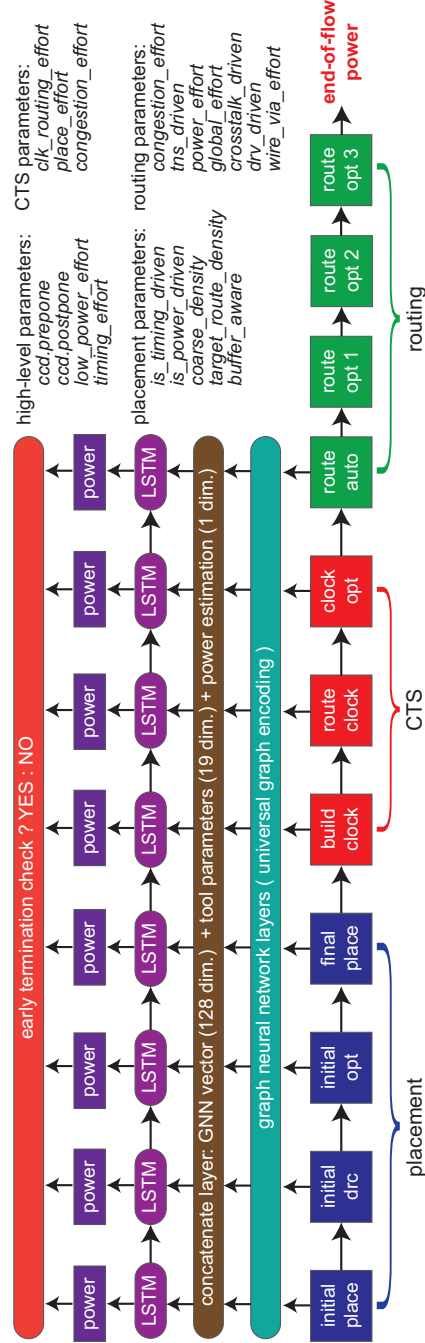 early termination check ? YES : NO
power
power
power
power
power
power
power
power
LSTM
LSTM
LSTM
LSTM
LSTM
LSTM
LSTM
LSTM
concatenate layer: GNN vector (128 dim.) + tool parameters (19 dim.) + power estimation (1 dim.)
graph neural network layers ( universal graph encoding )
initial
place
initial
drc
initial
opt
final
place
build
clock
route
clock
clock
opt
route
auto
route
opt 1
route
opt 2
route
opt 3
placement
CTS
routing
high-level parameters:
ccd.prepone
ccd.postpone
low_power_effort
timing_effort
CTS parameters:
clk_routing_effort
place_effort
congestion_effort
placement parameters:
is_timing_driven
is_power_driven
coarse_density
target_route_density
buffer_aware
routing parameters:
congestion_effort
tns_driven
power_effort
global_effort
crosstalk_driven
drv_driven
wire_via_effort
end-of-flow
power